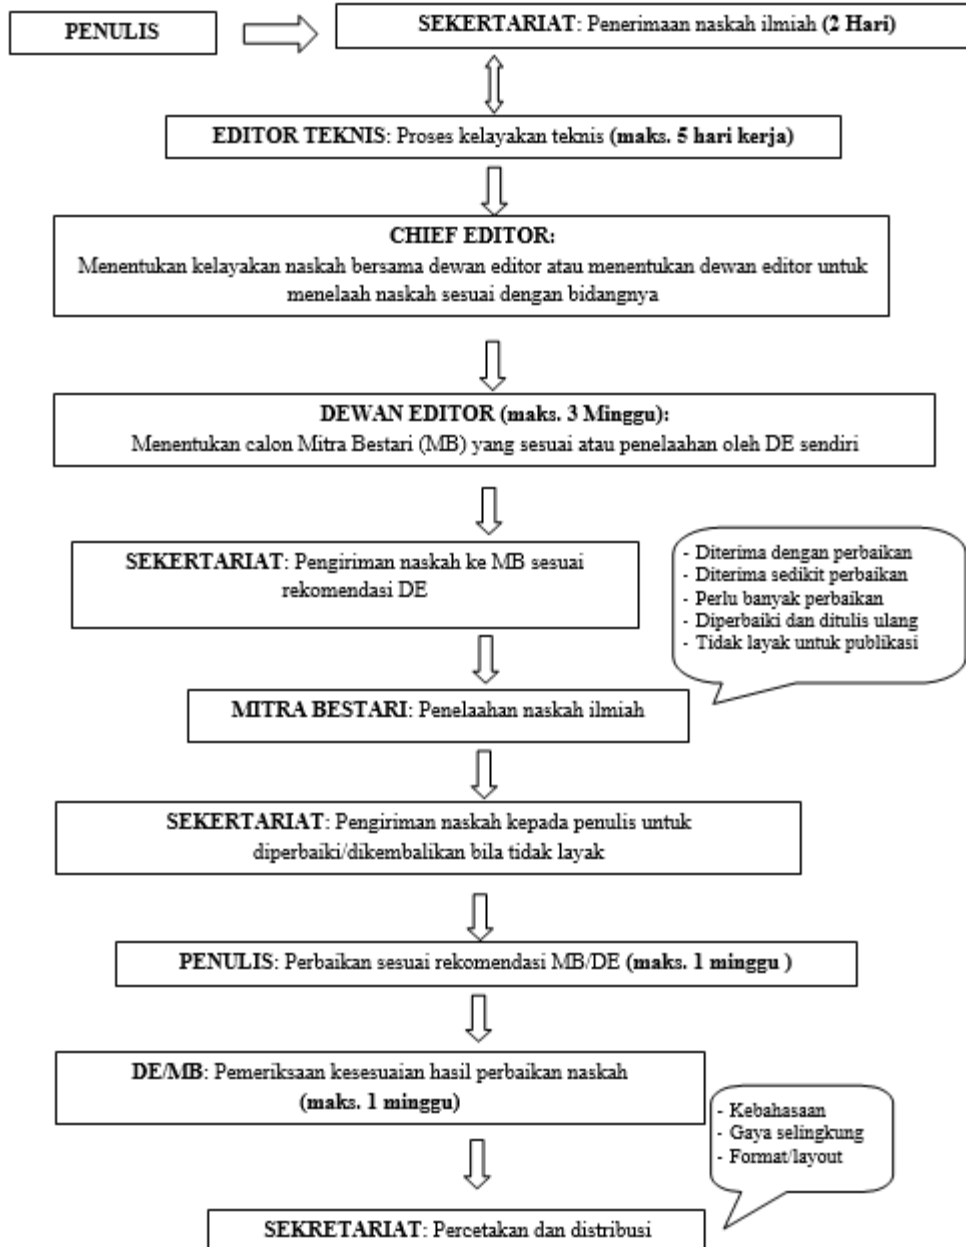 PENULIS
SEKERTARIAT: Penerimaan naskah ilmiah (2 Hari)
EDITOR TEKNIS: Proses kelayakan teknis (maks. 5 hari kerja)
CHIEF EDITOR:
Menentukan kelayakan naskah bersama dewan editor atau menentukan dewan editor untuk
menelaah naskah sesuai dengan bidangnya
DEWAN EDITOR (maks. 3 Minggu):
Menentukan calon Mitra Bestari (MB) yang sesuai atau penelaahan oleh DE sendiri
SEKERTARIAT: Pengiriman naskah ke MB sesuai
rekomendasi DE
- Diterima dengan perbaikan
- Diterima sedikit perbaikan
- Perlu banyak perbaikan
- Diperbaiki dan ditulis ulang
- Tidak layak untuk publikasi
MITRA BESTARI: Penelaahan naskah ilmiah
SEKERTARIAT: Pengiriman naskah kepada penulis untuk
diperbaiki/dikembalikan bila tidak layak
PENULIS: Perbaikan sesuai rekomendasi MB/DE (maks. 1 minggu )
DE/MB: Pemeriksaan kesesuaian hasil perbaikan naskah
(maks. 1 minggu)
- Kebahasaan
- Gaya selingkung
- Format/layout
SEKRETARIAT: Percetakan dan distribusi